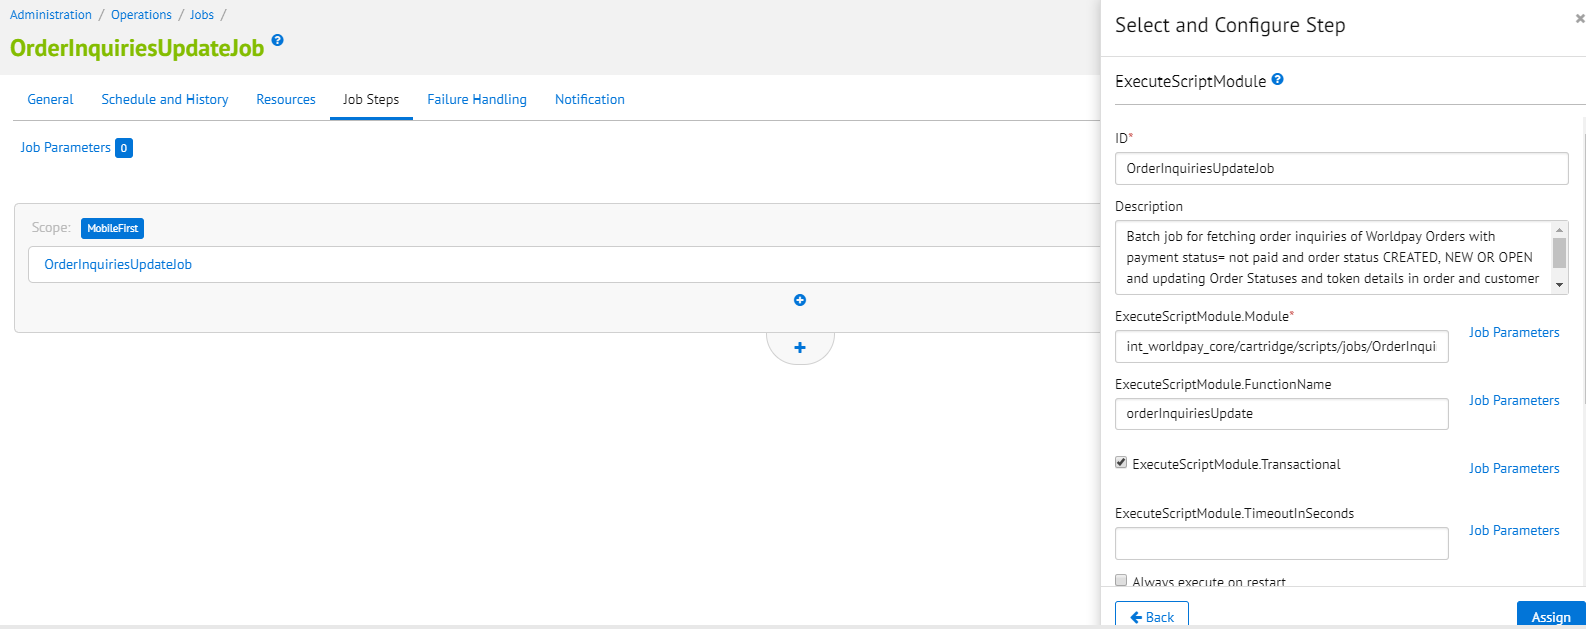 Administration / Operations / Jobs /
OrderInquiriesUpdateJob ?
General Schedule and History Resources Job Steps Failure Handling Notification
Job Parameters 0
Scope: MobileFirst
OrderInquiriesUpdateJob
Select and Configure Step ×
ExecuteScriptModule ?
ID*
OrderInquiriesUpdateJob
Description
Batch job for fetching order inquiries of Worldpay Orders with
payment status= not paid and order status CREATED, NEW OR OPEN
and updating Order Statuses and token details in order and customer
ExecuteScriptModule.Module*
int_worldpay_core/cartridge/scripts/jobs/OrderInqui Job Parameters
ExecuteScriptModule.FunctionName
orderInquiriesUpdate Job Parameters
ExecuteScriptModule.Transactional Job Parameters
ExecuteScriptModule.TimeoutInSeconds
Job Parameters
Always execute on restart
Back Assign